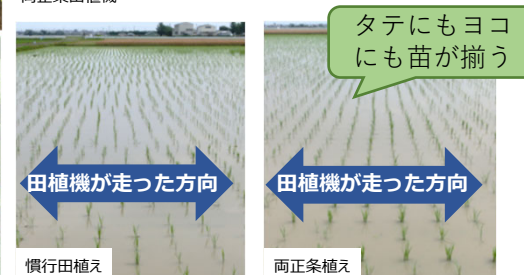 両正条田植機
タテにもヨコ
にも苗が揃う
田植機が走った方向
田植機が走った方向
慣行田植え
両正条植え